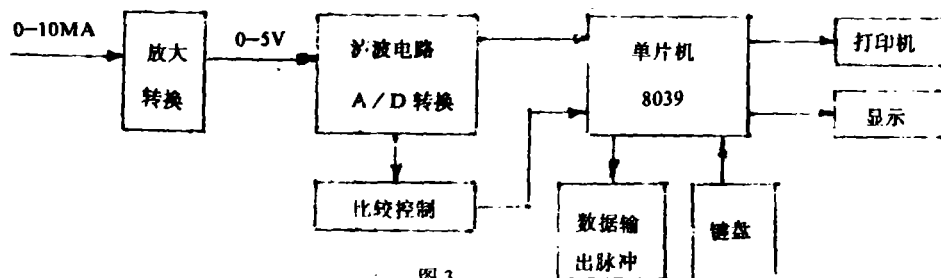 0-10MA
放大
转换
0-5V
滤波电路
A/D转换
比较控制
单片机
8039
打印机
显示
数据输
出脉冲
键盘
图3